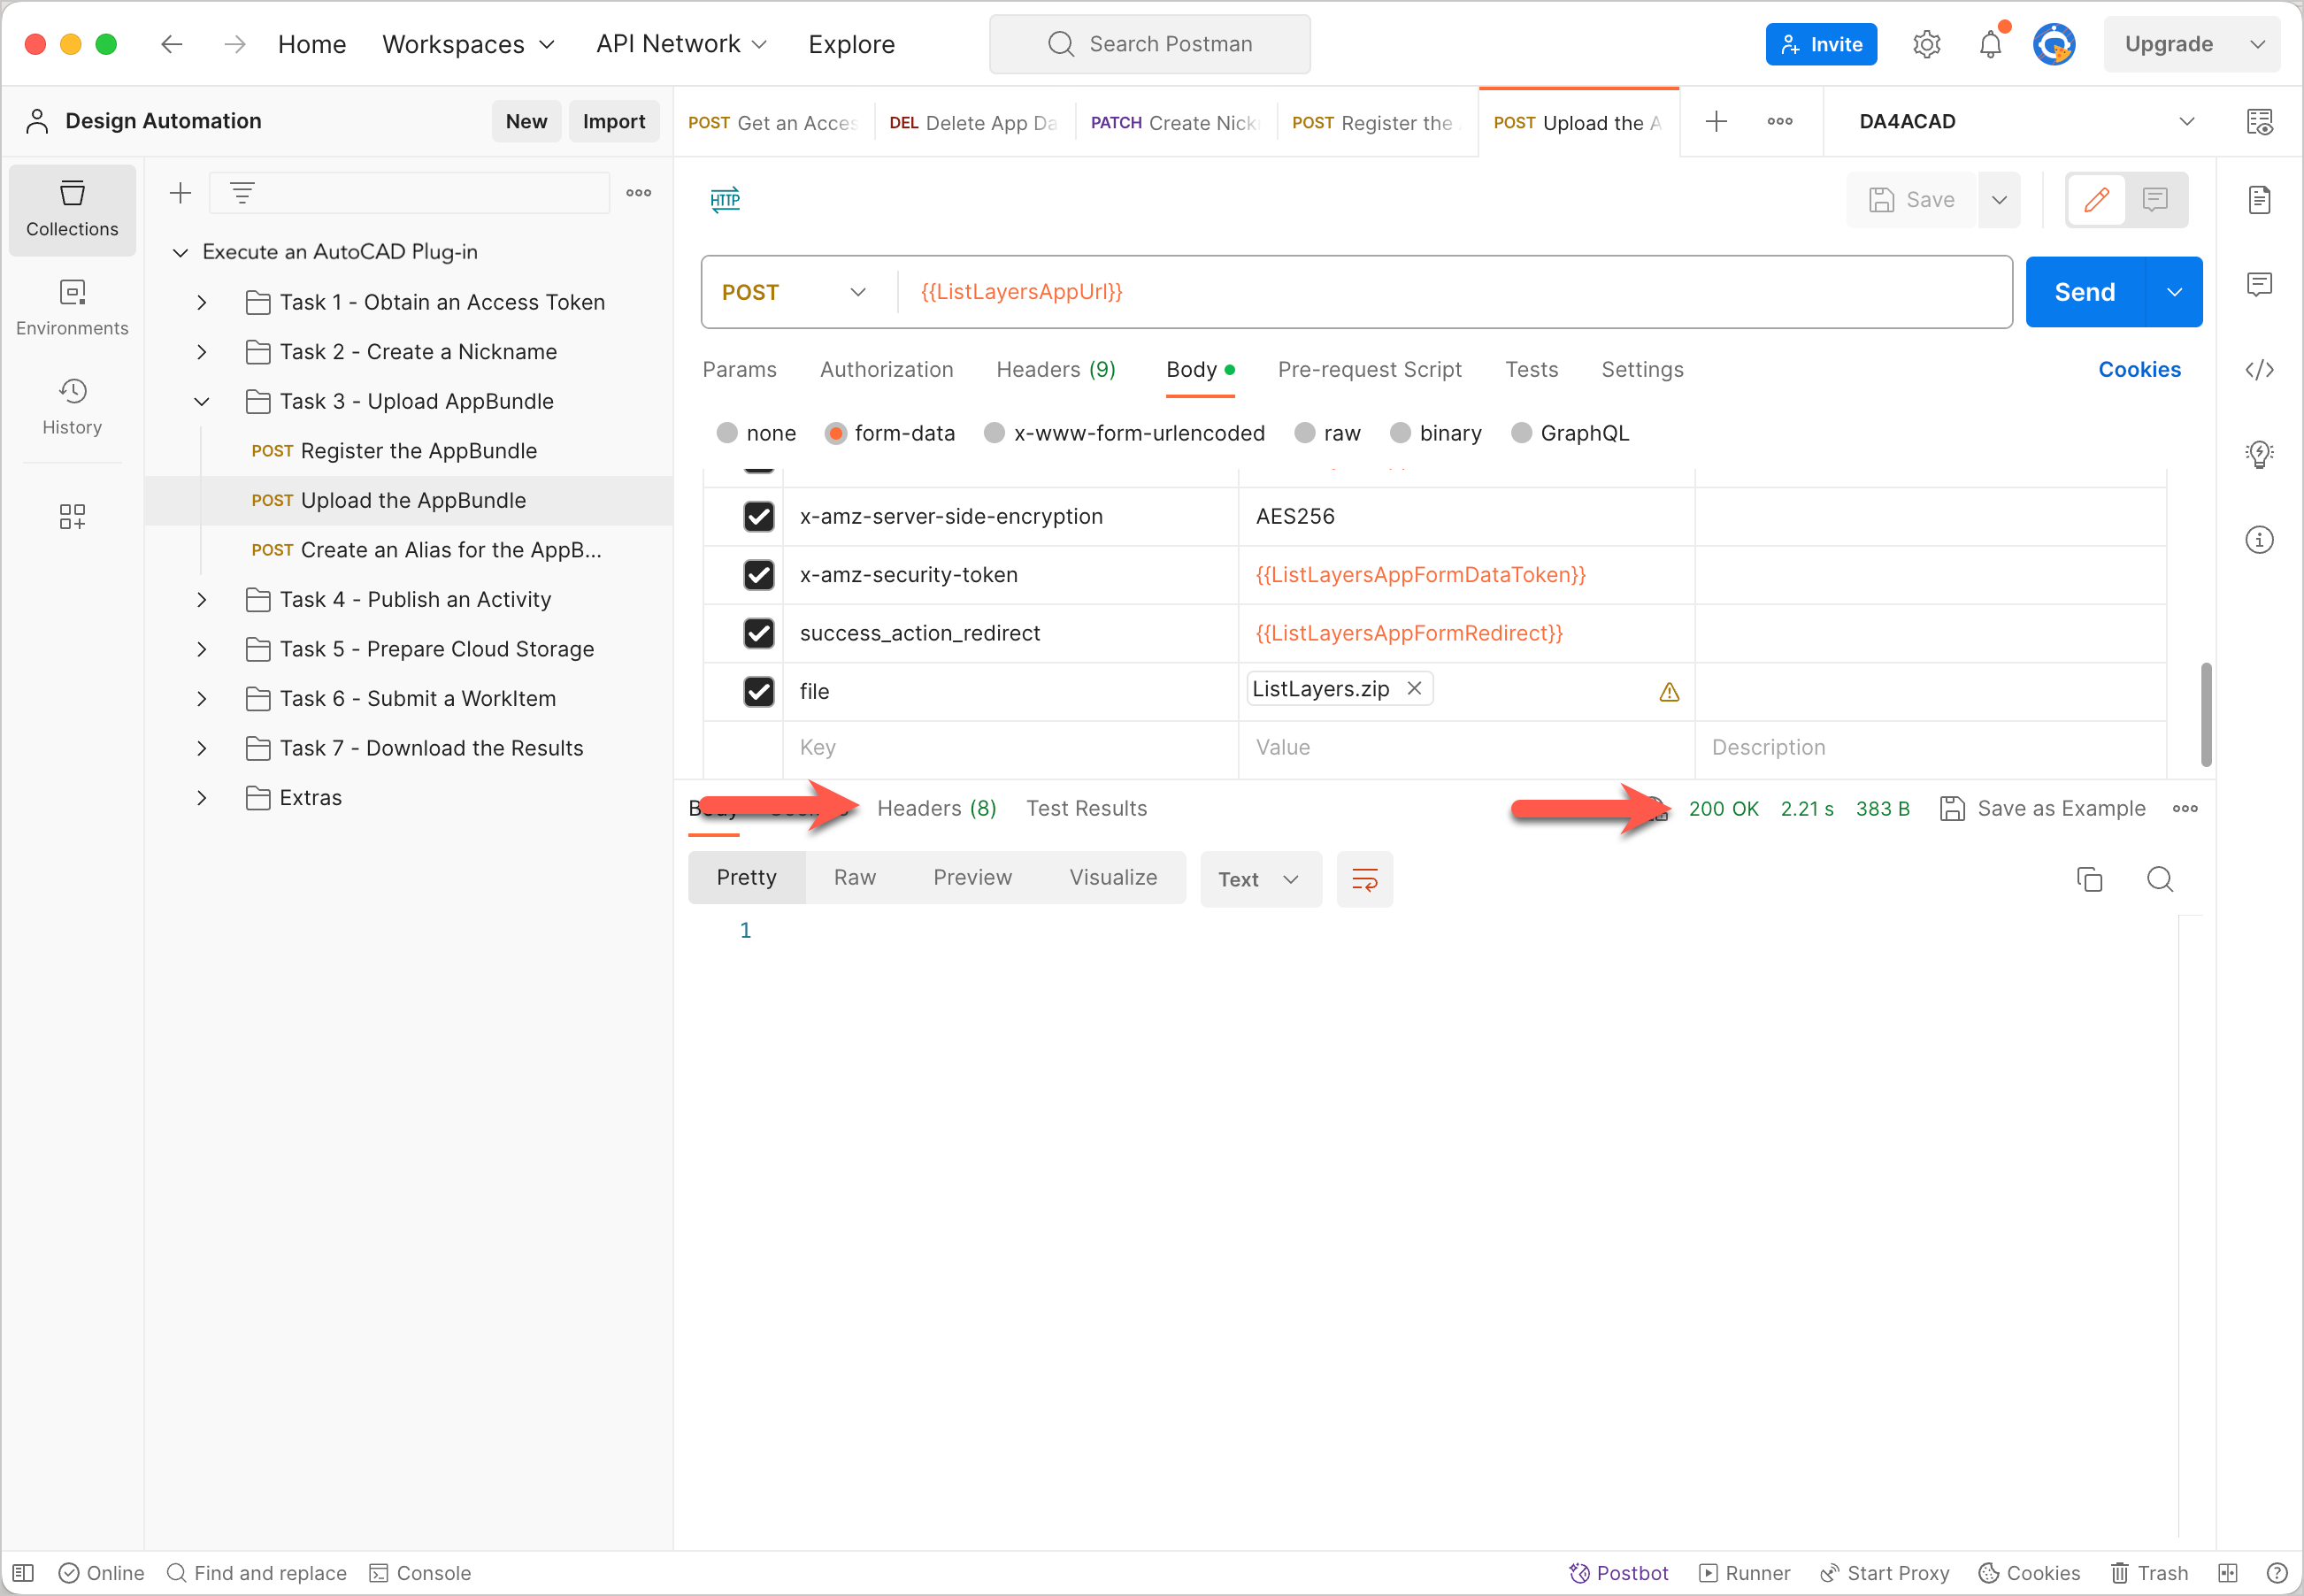 Home Workspaces API Network Explore Search Postman Invite Upgrade
Design Automation New Import
POST Get an Acces DEL Delete App Da POST Register the POST Upload the A DA4ACAD
PATCH Create Nick
Collections
Environments
History
Execute an AutoCAD Plug-in
Task 1 - Obtain an Access Token
Task 2 - Create a Nickname
Task 3 - Upload AppBundle
POST Register the AppBundle
POST Upload the AppBundle
POST Create an Alias for the AppB...
Task 4 - Publish an Activity
Task 5 - Prepare Cloud Storage
Task 6 - Submit a WorkItem
Task 7 - Download the Results
Extras
HTTP
Save
POST {{ListLayersAppUrl}} Send
Params Authorization Headers (9) Body Pre-request Script Tests Settings Cookies
none form-data x-www-form-urlencoded raw binary GraphQL
x-amz-server-side-encryption AES256
x-amz-security-token {{ListLayersAppFormDataToken}}
success_action_redirect {{ListLayersAppFormRedirect}}
file ListLayers.zip
Key Value Description
Body Headers (8) Test Results 200 OK 2.21 s 383 B Save as Example
Pretty Raw Preview Visualize Text
1
Online Find and replace Console Postbot Runner Start Proxy Cookies Trash